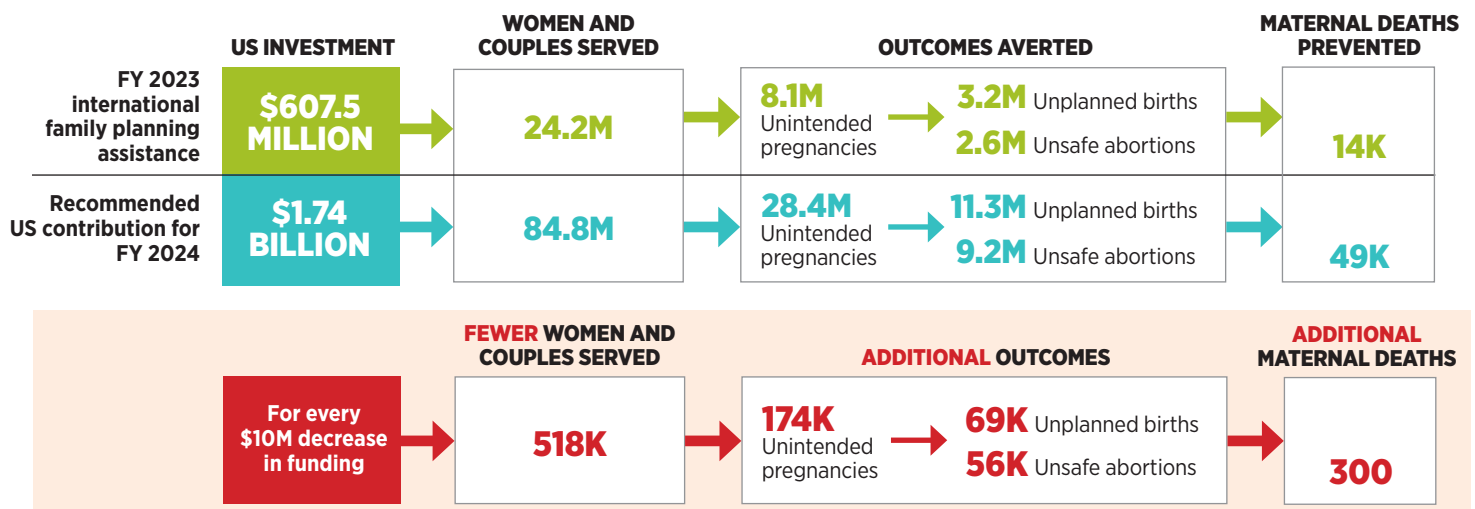 US INVESTMENT
WOMEN AND
COUPLES SERVED
OUTCOMES AVERTED
MATERNAL DEATHS
PREVENTED
FY 2023
international
family planning
assistance
$607.5
MILLION
24.2M
8.1M
Unintended
pregnancies
3.2M Unplanned births
2.6M Unsafe abortions
14K
Recommended
US contribution for
FY 2024
$1.74
BILLION
84.8M
28.4M
Unintended
pregnancies
11.3M Unplanned births
9.2M Unsafe abortions
49K
FEWER WOMEN AND
COUPLES SERVED
ADDITIONAL OUTCOMES
ADDITIONAL
MATERNAL DEATHS
For every
$10M decrease
in funding
518K
174K
Unintended
pregnancies
69K Unplanned births
56K Unsafe abortions
300